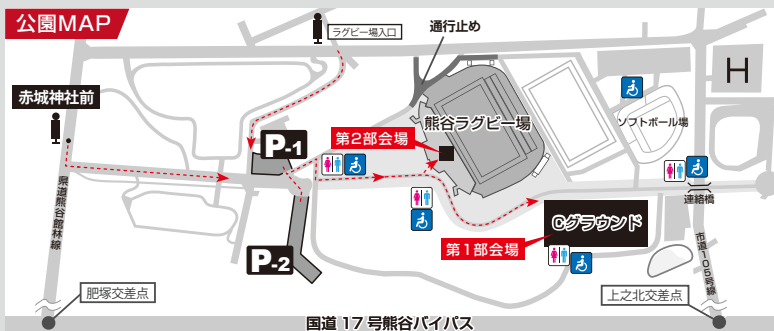 公園MAP
ラグビー場入口
通行止め
赤城神社前
P-1
第2部会場
熊谷ラグビー場
ソフトボール場
H
県道熊谷館林線
連絡橋
Cグラウンド
第1部会場
P-2
市道105号線
肥塚交差点
上之北交差点
国道 17 号熊谷バイパス